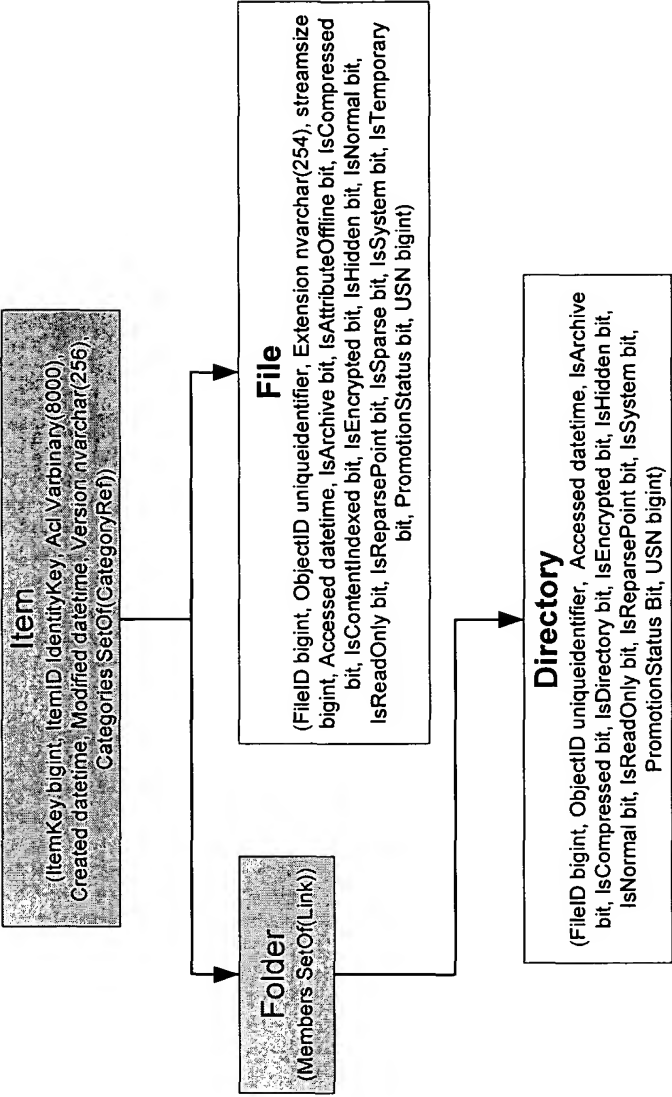 Item
(ItemKey bigint, ItemID IdentityKey, Acl Varbinary(8000),
Created datetime, Modified datetime, Version nvarchar(256),
Categories SetOf(CategoryRef))
Folder
(Members SetOf(Link))
File
(FileID bigint, ObjectID uniqueidentifier, Extension nvarchar(254), streamsize
bigint, Accessed datetime, IsArchive bit, IsAttributeOffline bit, IsCompressed
bit, IsContentIndexed bit, IsEncrypted bit, IsHidden bit, IsNormal bit,
IsReadOnly bit, IsReparsePoint bit, IsSparse bit, IsSystem bit, IsTemporary
bit, PromotionStatus bit, USN bigint)
Directory
(FileID bigint, ObjectID uniqueidentifier, Accessed datetime, IsArchive
bit, IsCompressed bit, IsDirectory bit, IsEncrypted bit, IsHidden bit,
IsNormal bit, IsReadOnly bit, IsReparsePoint bit, IsSystem bit,
PromotionStatus Bit, USN bigint)